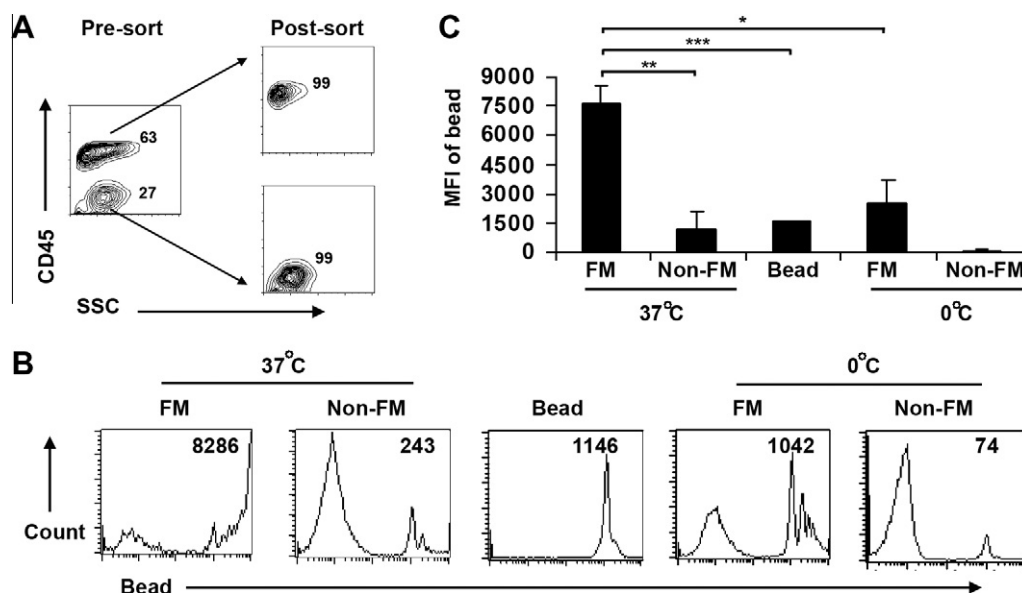 A
Pre-sort
Post-sort
63
27
99
99
CD45
SSC
C
*
***
**
9000
7500
6000
4500
3000
1500
0
MFI of bead
FM
Non-FM
Bead
FM
Non-FM
37°C
0°C
B
37°C
0°C
FM
Non-FM
Bead
FM
Non-FM
8286
243
1146
1042
74
Count
Bead